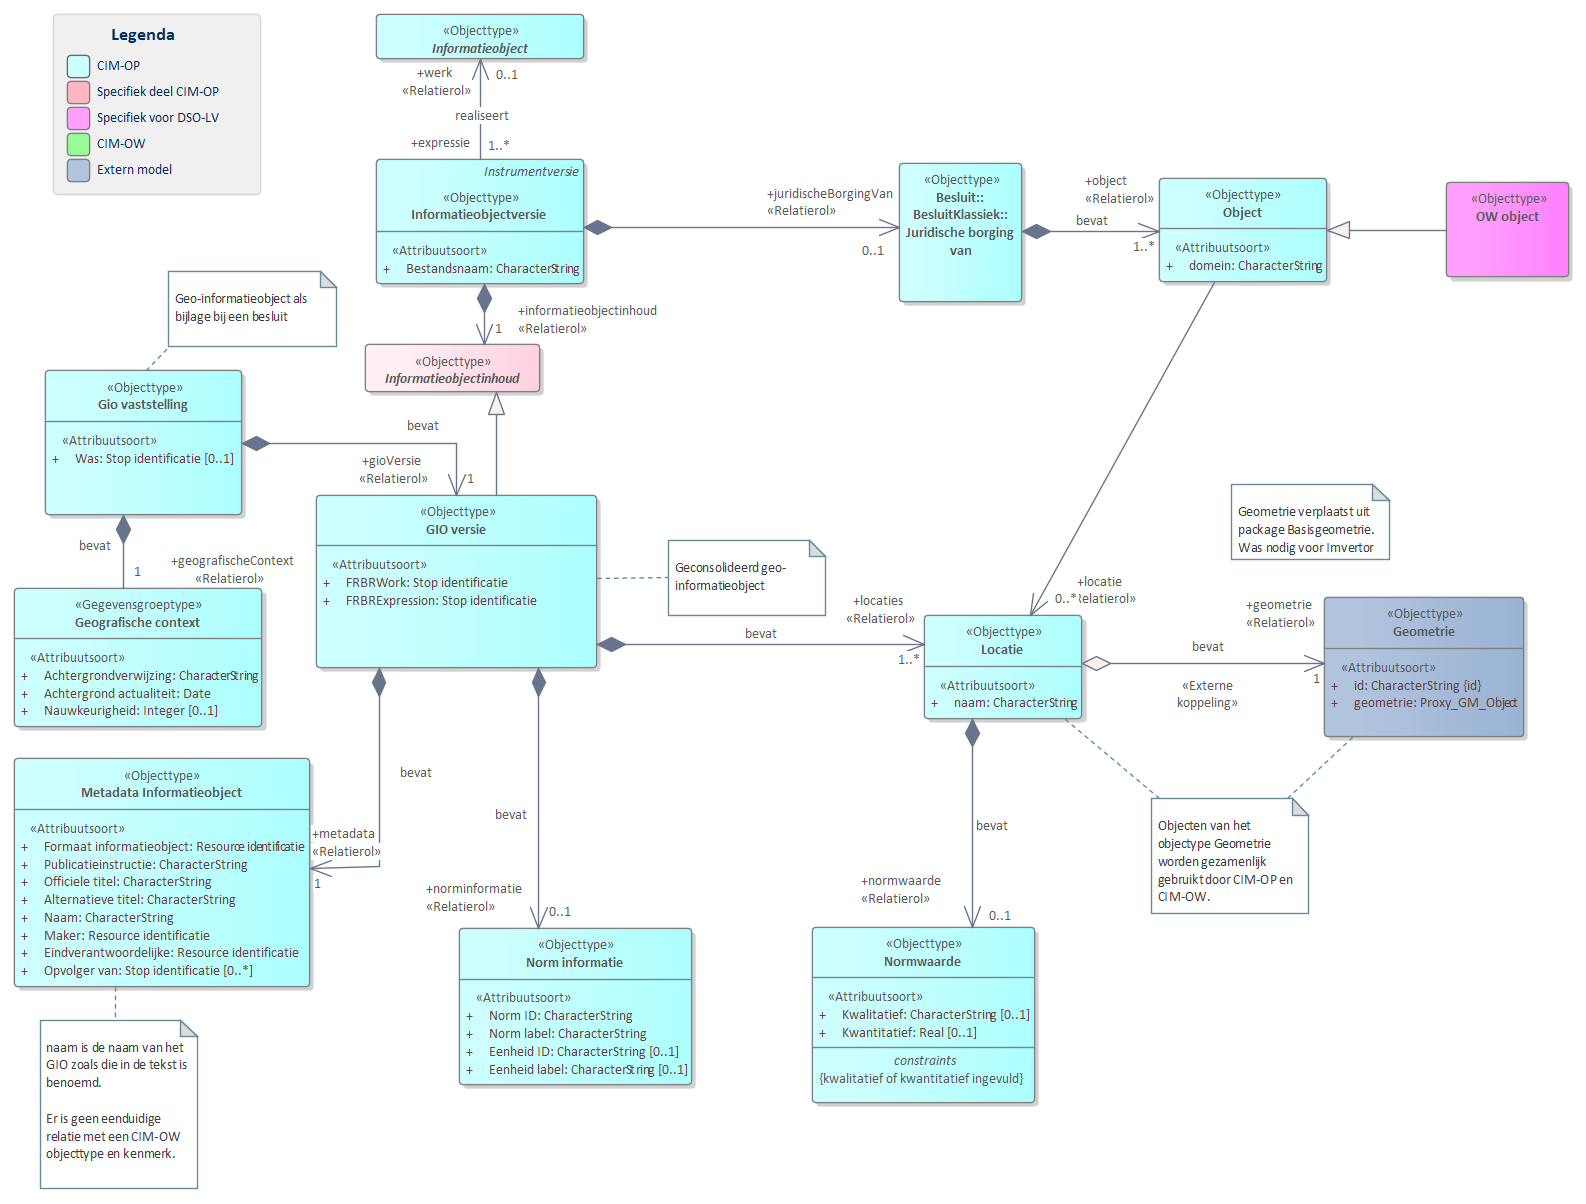 Legenda
CIM-OP
Specifiek deel CIM-OP
Specifiek voor DSO-LV
CIM-OW
Extern model
«Objecttype»
Informatieobject
+werk
«Relatierol»
0..1
realiseert
+expressie
1..*
Instrumentversie
«Objecttype»
Informatieobjectversie
«Attribuutsoort»
+ Bestandsnaam: CharacterString
+juridischeBorgingVan
«Relatierol»
0..1
«Objecttype»
Besluit::
BesluitKlassiek::
Juridische borging
van
+object
«Relatierol»
bevat
1..*
«Objecttype»
Object
«Attribuutsoort»
+ domein: CharacterString
«Objecttype»
OW object
Geo-informatieobject als
bijlage bij een besluit
+informatieobjectinhoud
«Relatierol»
1
«Objecttype»
Informatieobjectinhoud
«Objecttype»
Gio vaststelling
«Attribuutsoort»
+ Was: Stop identificatie [0..1]
bevat
+gioVersie
«Relatierol»
1
bevat
1
+geografischeContext
«Relatierol»
«Gegevensgroeptype»
Geografische context
«Attribuutsoort»
+ Achtergrondverwijzing: CharacterString
+ Achtergrond actualiteit: Date
+ Nauwkeurigheid: Integer [0..1]
«Objecttype»
GIO versie
«Attribuutsoort»
+ FRBRWork: Stop identificatie
+ FRBRExpression: Stop identificatie
Geconsolideerd geo-
informatieobject
Geometrie verplaatst uit
package Basisgeometrie.
Was nodig voor Imvertor
+locaties
«Relatierol»
bevat
1..*
+locatie
0..*
«Objecttype»
Locatie
«Attribuutsoort»
+ naam: CharacterString
+geometrie
«Relatierol»
bevat
1
«Externe
koppeling»
«Objecttype»
Geometrie
«Attribuutsoort»
+ id: CharacterString {id}
+ geometrie: Proxy_GM_Object
«Objecttype»
Metadata Informatieobject
«Attribuutsoort»
+ Formaat informatieobject: Resource identificatie
+ Publicatieinstructie: CharacterString
+ Officiele titel: CharacterString
+ Alternatieve titel: CharacterString
+ Naam: CharacterString
+ Maker: Resource identificatie
+ Eindverantwoordelijke: Resource identificatie
+ Opvolger van: Stop identificatie [0..*]
bevat
+metadata
«Relatierol»
1
bevat
+norminformatie
«Relatierol»
0..1
«Objecttype»
Norm informatie
«Attribuutsoort»
+ Norm ID: CharacterString
+ Norm label: CharacterString
+ Eenheid ID: CharacterString [0..1]
+ Eenheid label: CharacterString [0..1]
bevat
+normwaarde
«Relatierol»
0..1
«Objecttype»
Normwaarde
«Attribuutsoort»
+ Kwalitatief: CharacterString [0..1]
+ Kwantitatief: Real [0..1]
constraints
{kwalitatief of kwantitatief ingevuld}
Objecten van het
objectype Geometrie
worden gezamenlijk
gebruikt door CIM-OP en
CIM-OW.
naam is de naam van het
GIO zoals die in de tekst is
benoemd.
Er is geen eenduidige
relatie met een CIM-OW
objecttype en kenmerk.